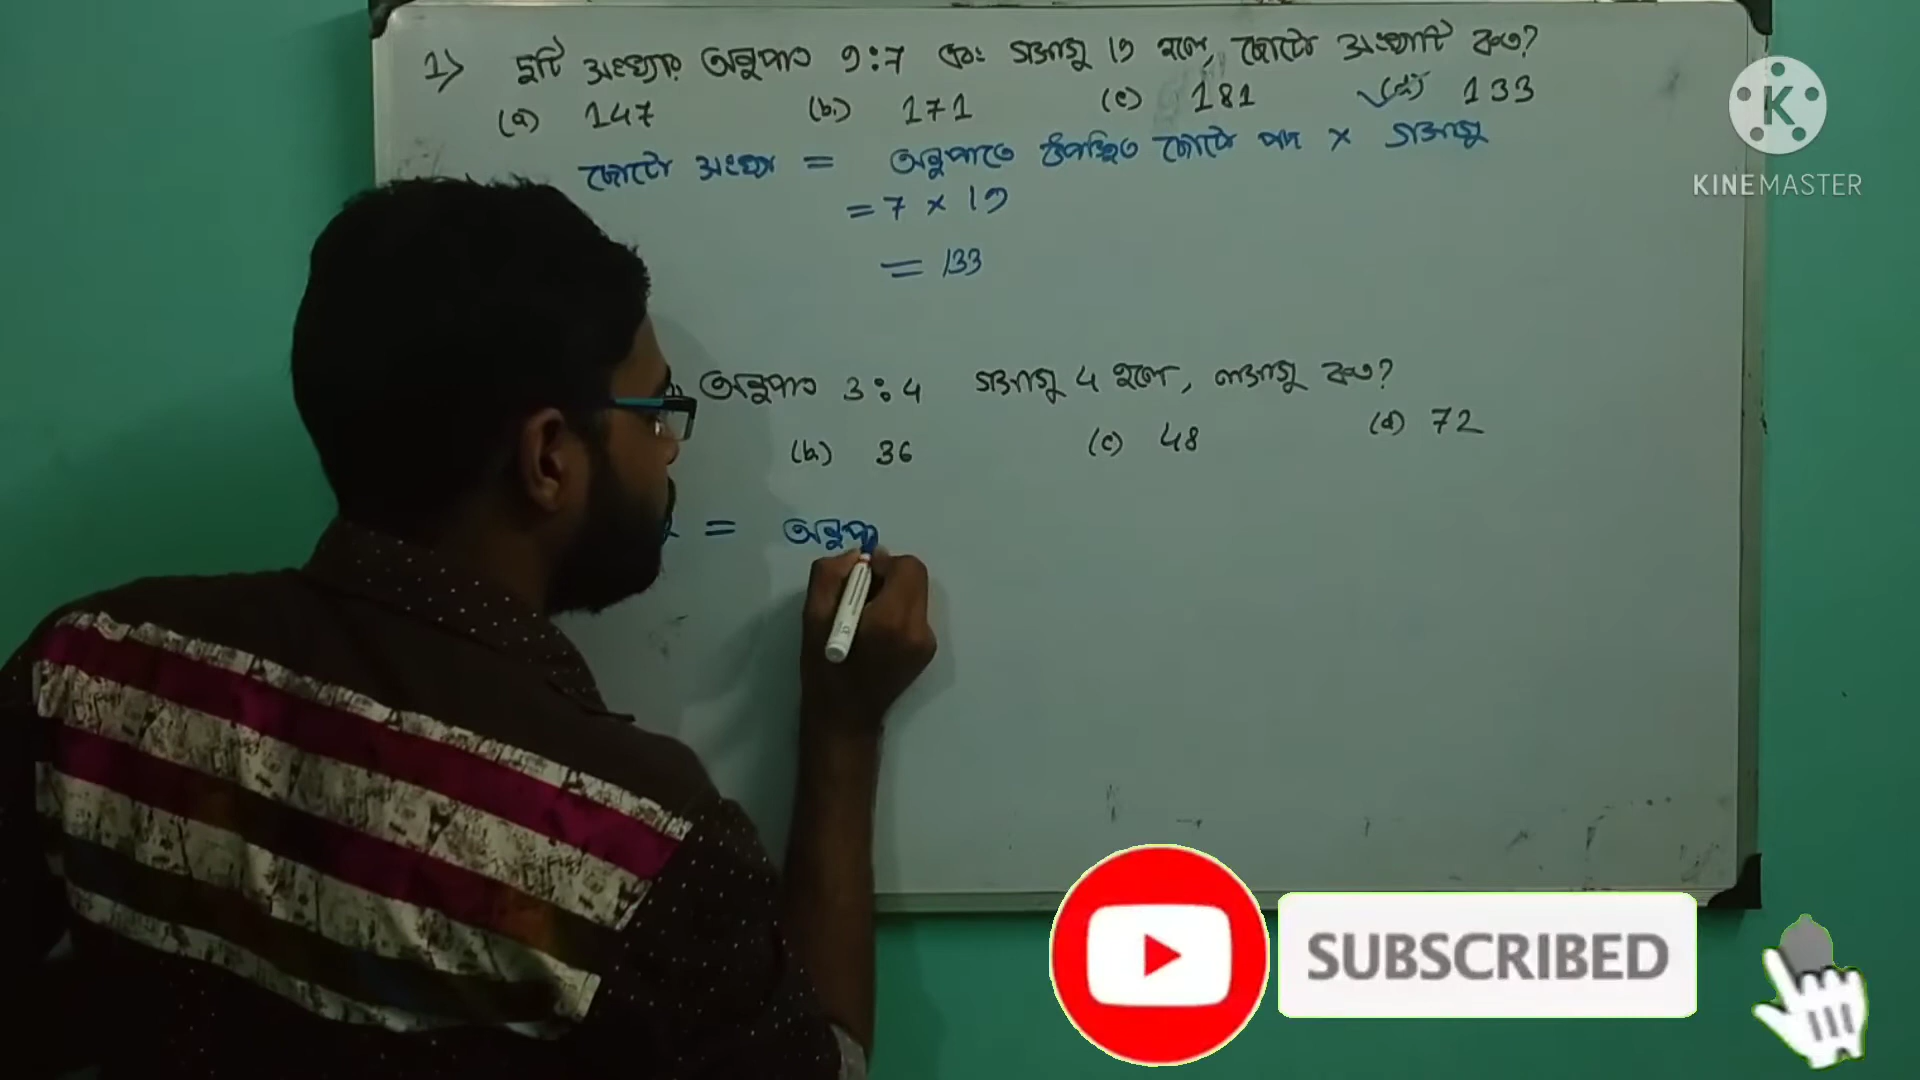 1> দুটি সংখ্যার অনুপাত 9:7 এবং গসাগু 19 হলে, ছোটো সংখ্যাটি কত?
(a) 147 (b.) 171 (c) 181 (d) 133
ছোটো সংখ্যা = অনুপাতে উপস্থিত ছোটো পদ × গসাগু
= 7 × 19
= 133
অনুপাত 3:4 গসাগু 4 হলে, লসাগু কত?
(b.) 36 (c) 48 (d) 72
= অনুপা
KINEMASTER
SUBSCRIBED